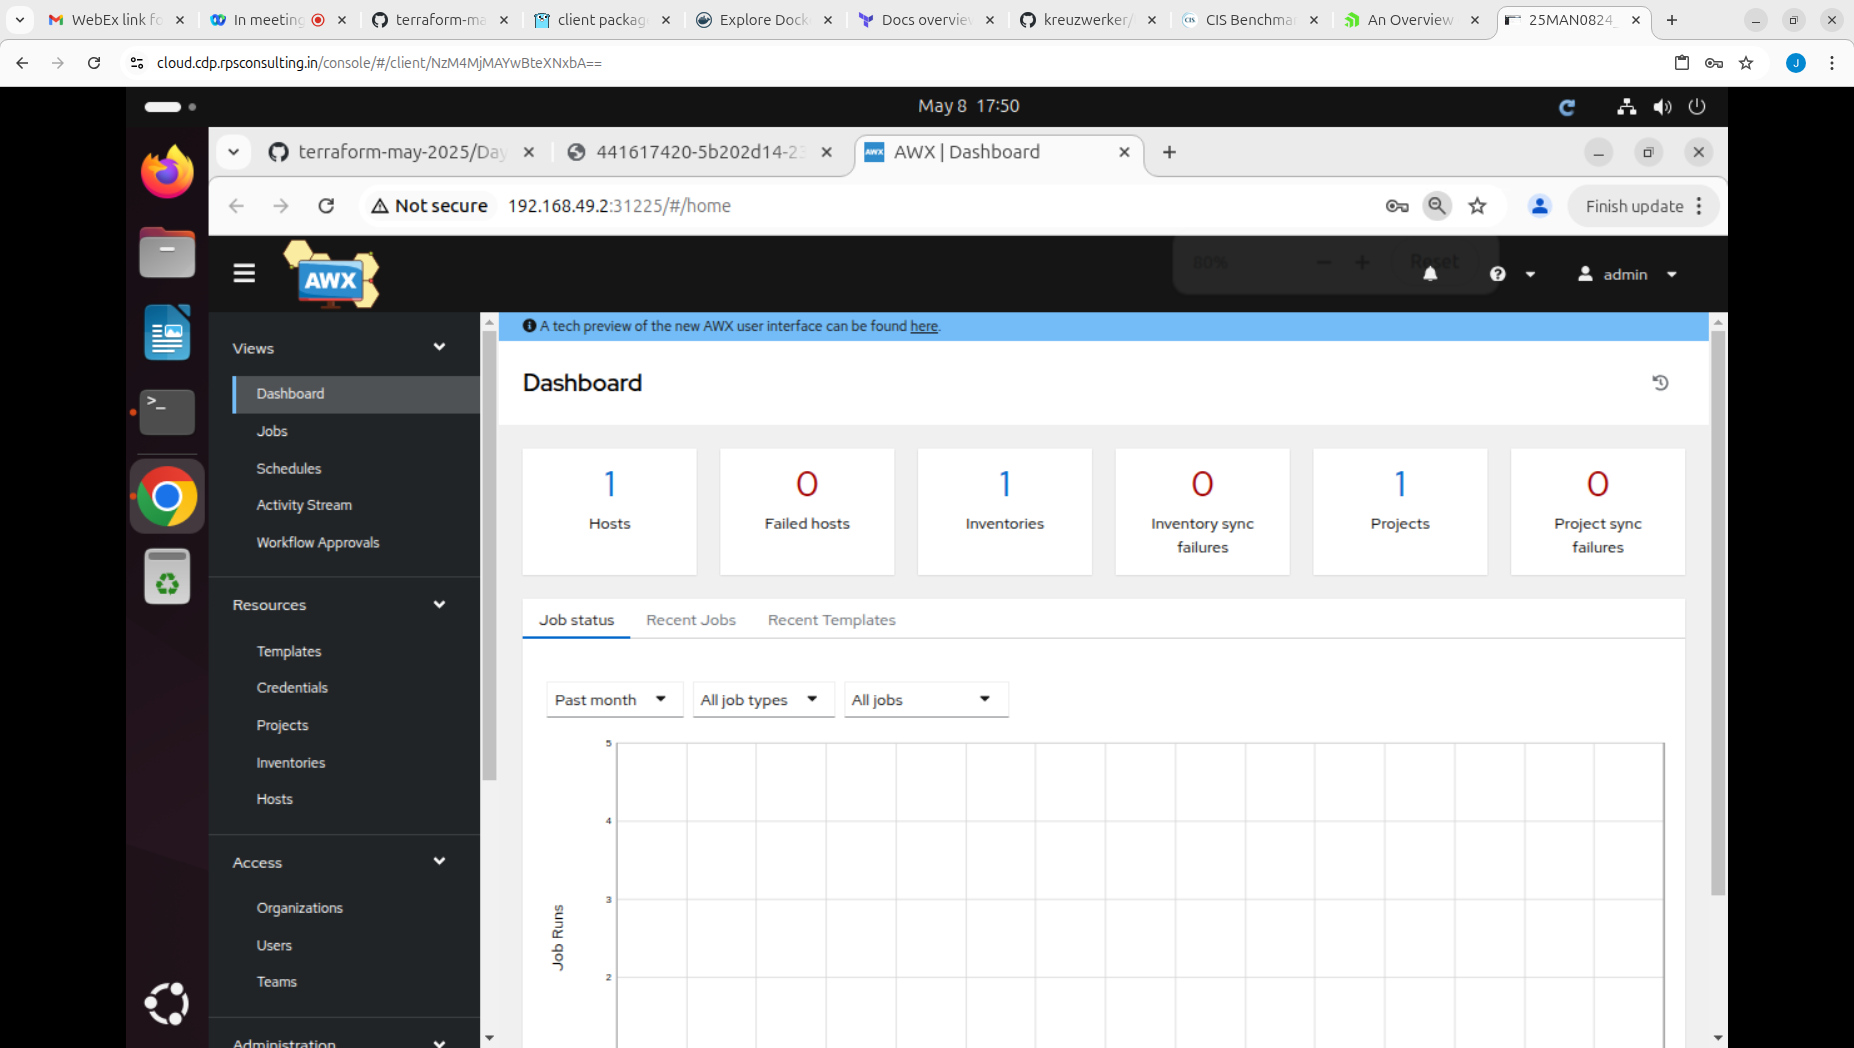 WebEx link fo
In meeting
terraform-ma
client packag
Explore Dock
Docs overvie
kreuzwerker/
CIS Benchma
An Overview
25MAN0824_
cloud.cdp.rpsconsulting.in/console/#/client/NzM4MjMAYwBteXNxbA==
J
May 8 17:50
terraform-may-2025/Day
441617420-5b202d14-23
AWX | Dashboard
Not secure
192.168.49.2:31225/#/home
Finish update
AWX
80%
Reset
admin
A tech preview of the new AWX user interface can be found here.
Views
Dashboard
Jobs
Schedules
Activity Stream
Workflow Approvals
Resources
Templates
Credentials
Projects
Inventories
Hosts
Access
Organizations
Users
Teams
Administration
Dashboard
1
Hosts
0
Failed hosts
1
Inventories
0
Inventory sync
failures
1
Projects
0
Project sync
failures
Job status
Recent Jobs
Recent Templates
Past month
All job types
All jobs
5
4
3
2
Job Runs